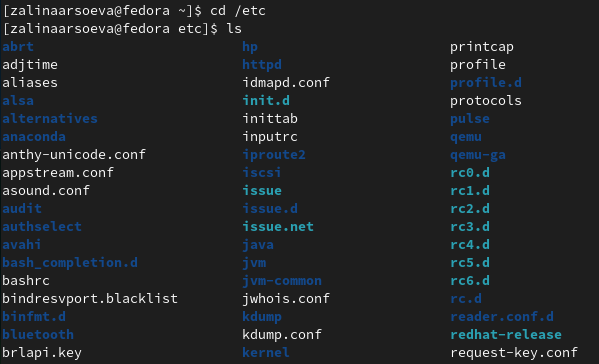 [zalinaarsoeva@fedora ~]$ cd /etc
[zalinaarsoeva@fedora etc]$ ls
abrt hp printcap
adjtime httpd profile
aliases idmapd.conf profile.d
alsa init.d protocols
alternatives inittab pulse
anaconda inputrc qemu
anthy-unicode.conf iproute2 qemu-ga
appstream.conf iscsi rc0.d
asound.conf issue rc1.d
audit issue.d rc2.d
authselect issue.net rc3.d
avahi java rc4.d
bash_completion.d jvm rc5.d
bashrc jvm-common rc6.d
bindresvport.blacklist jwhois.conf rc.d
binfmt.d kdump reader.conf.d
bluetooth kdump.conf redhat-release
brlapi.key kernel request-key.conf